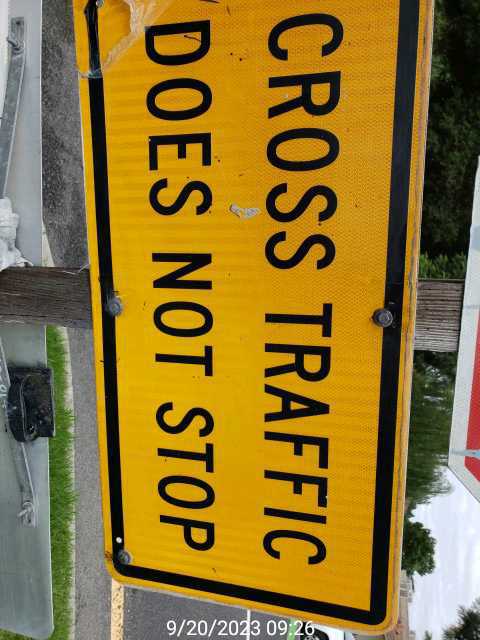 CROSS TRAFFIC
DOES NOT STOP
9/20/2023 09:26